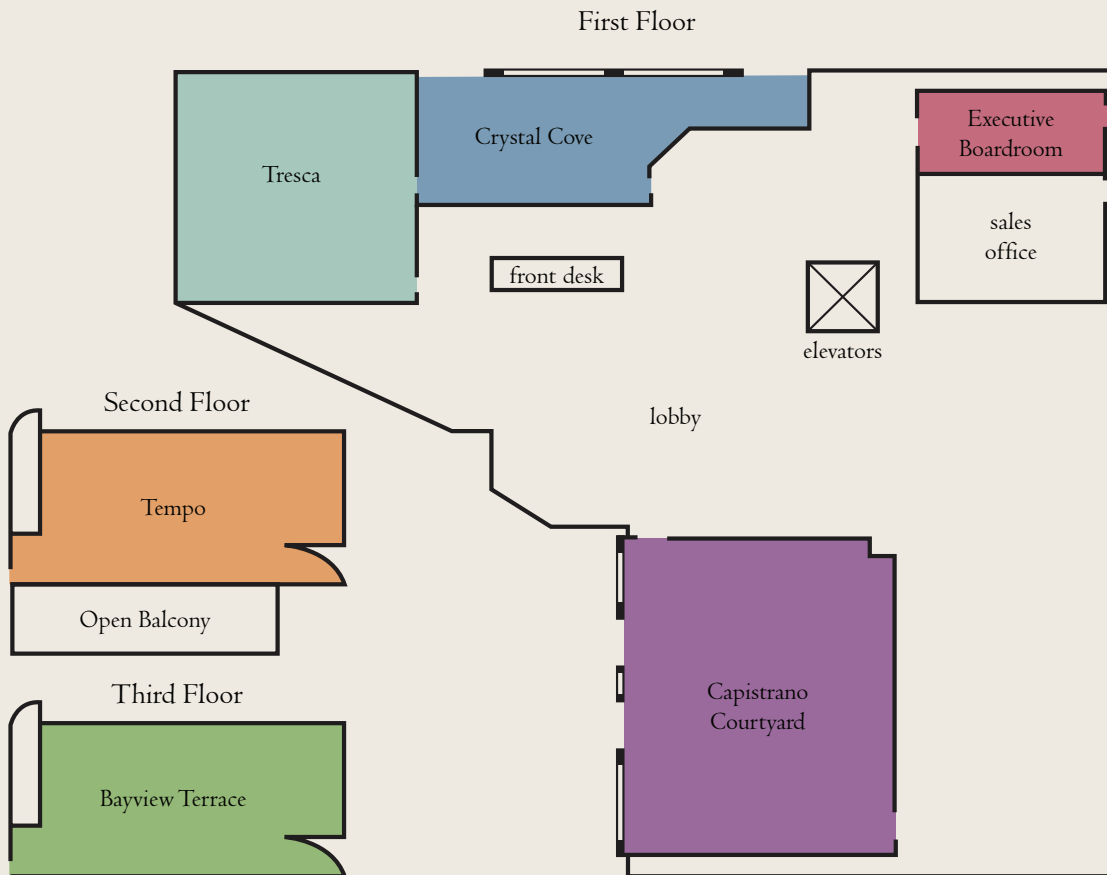 First Floor
Tresca
Crystal Cove
Executive
Boardroom
sales
office
front desk
elevators
lobby
Second Floor
Tempo
Open Balcony
Third Floor
Bayview Terrace
Capistrano
Courtyard